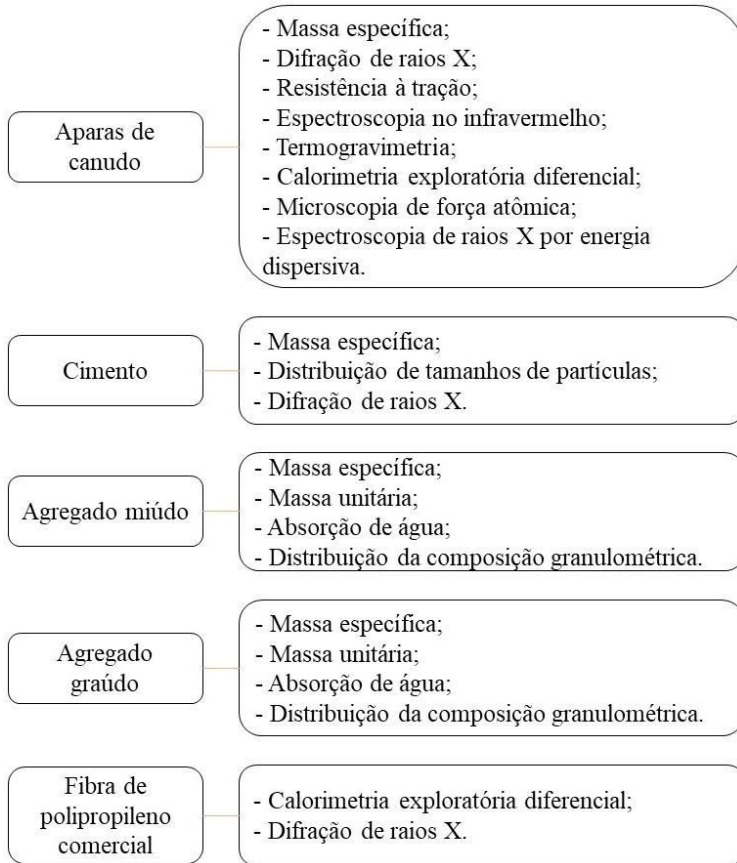 Aparas de
canudo
- Massa específica;
- Difração de raios X;
- Resistência à tração;
- Espectroscopia no infravermelho;
- Termogravimetria;
- Calorimetria exploratória diferencial;
- Microscopia de força atômica;
- Espectroscopia de raios X por energia
dispersiva.
Cimento
- Massa específica;
- Distribuição de tamanhos de partículas;
- Difração de raios X.
Agregado miúdo
- Massa específica;
- Massa unitária;
- Absorção de água;
- Distribuição da composição granulométrica.
Agregado
graúdo
- Massa específica;
- Massa unitária;
- Absorção de água;
- Distribuição da composição granulométrica.
Fibra de
polipropileno
comercial
- Calorimetria exploratória diferencial;
- Difração de raios X.